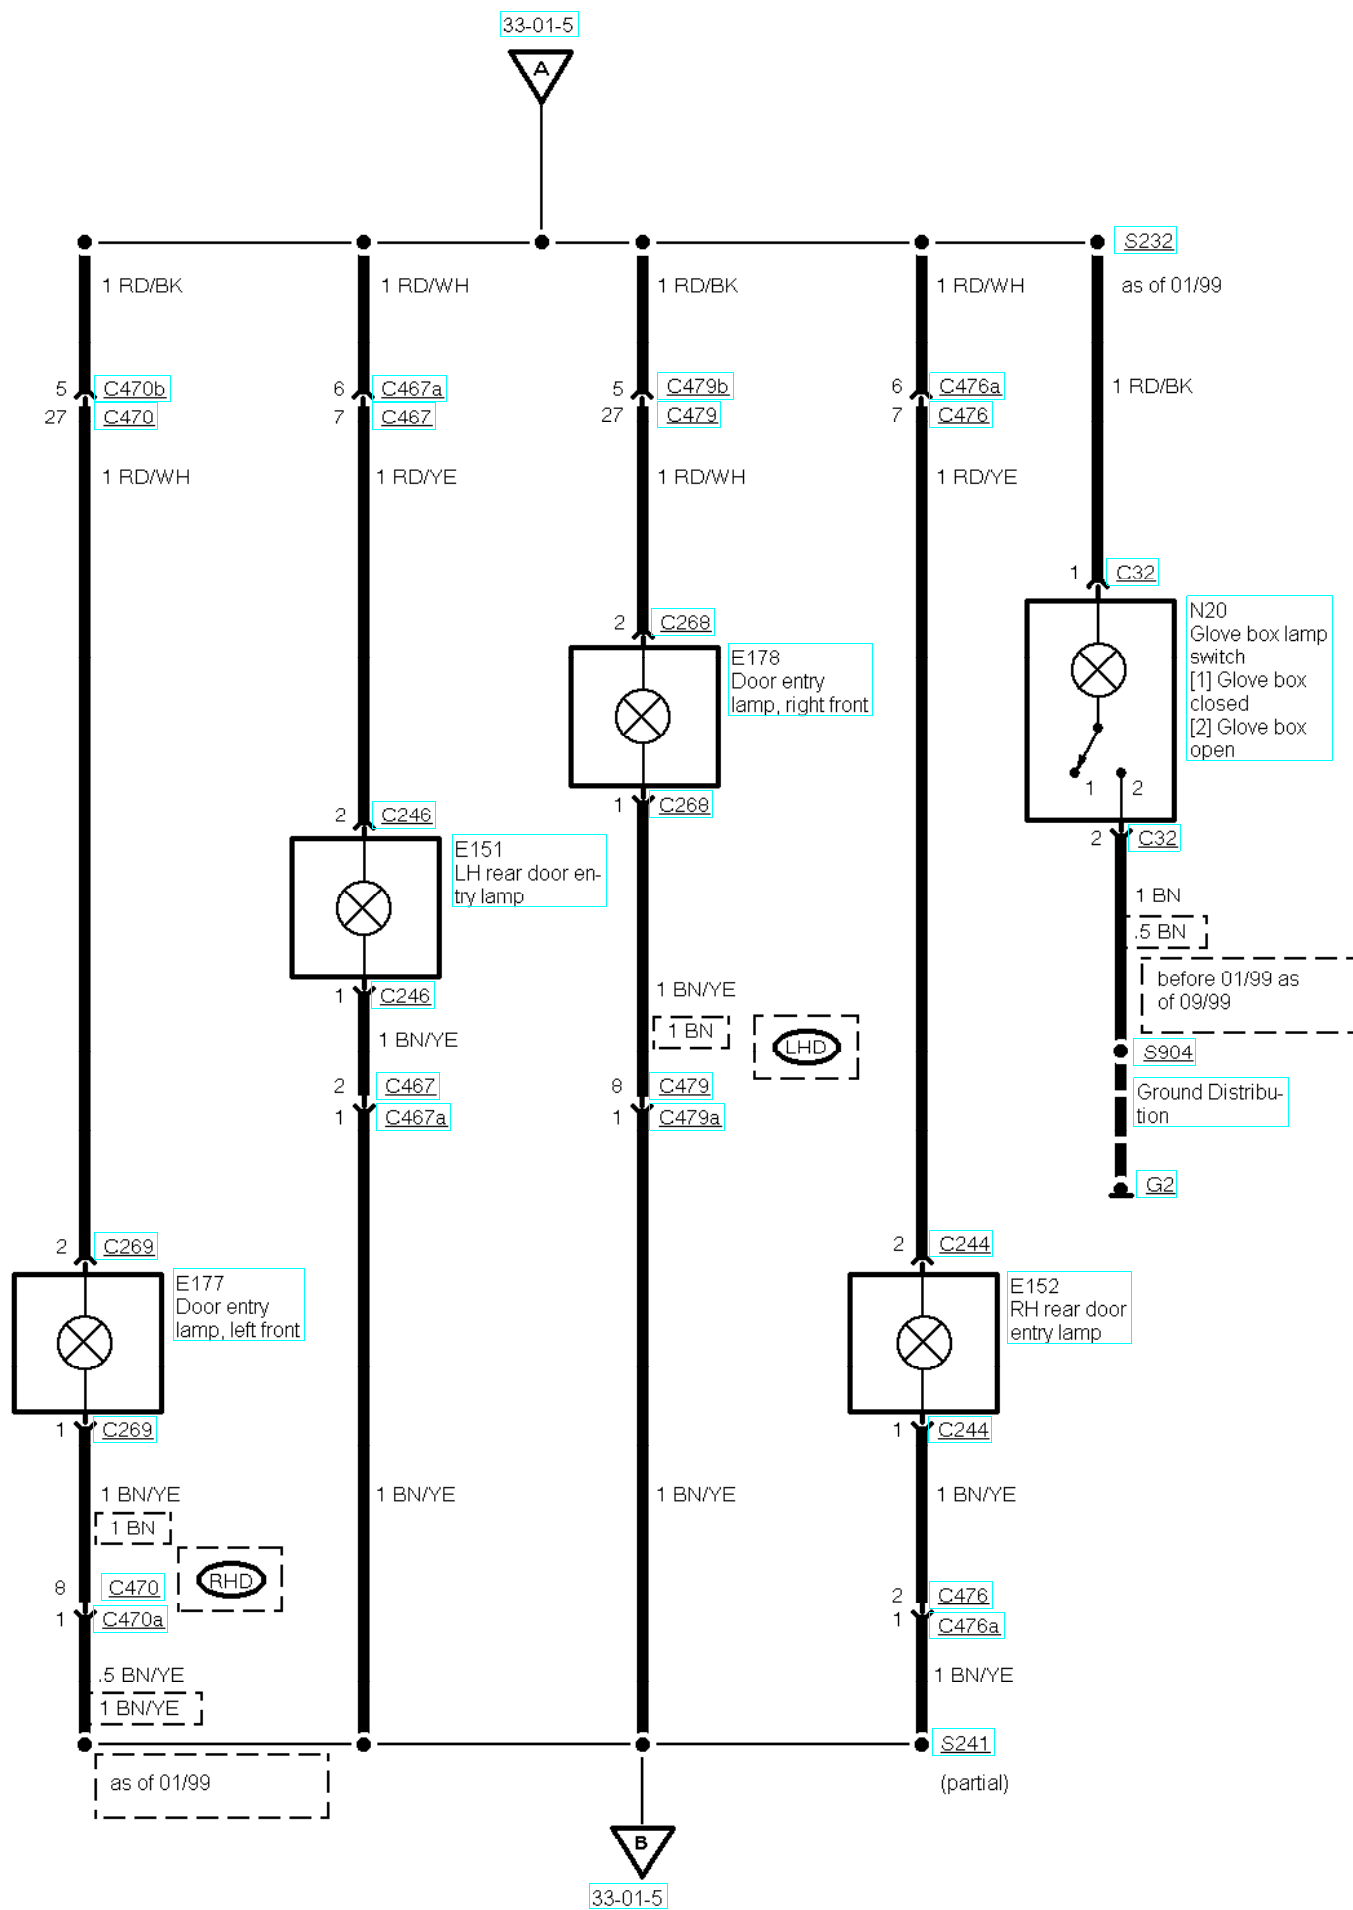 33-01-5
A
S232
1 RD/BK
1 RD/WH
1 RD/BK
1 RD/WH
as of 01/99
5 C470b
6 C467a
5 C479b
6 C476a
1 RD/BK
27 C470
7 C467
27 C479
7 C476
1 RD/WH
1 RD/YE
1 RD/WH
1 RD/YE
1 C32
N20
Glove box lamp
switch
[1] Glove box
closed
[2] Glove box
open
1 2
2 C32
2 C268
E178
Door entry
lamp, right front
1 C268
2 C246
E151
LH rear door en-
try lamp
1 C246
1 BN
.5 BN
before 01/99 as
of 09/99
S904
Ground Distribu-
tion
G2
1 BN/YE
1 BN
LHD
1 BN/YE
2 C467
1 C467a
8 C479
1 C479a
2 C269
E177
Door entry
lamp, left front
1 C269
2 C244
E152
RH rear door
entry lamp
1 C244
1 BN/YE
1 BN/YE
1 BN/YE
1 BN/YE
1 BN
RHD
8 C470
1 C470a
2 C476
1 C476a
.5 BN/YE
1 BN/YE
1 BN/YE
S241
as of 01/99
(partial)
B
33-01-5